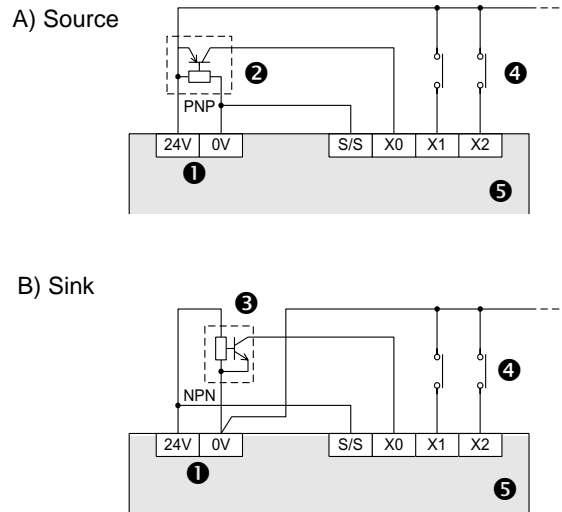 A) Source
❷
❹
PNP
24V 0V S/S X0 X1 X2
❶
❺
B) Sink
❸
❹
NPN
24V 0V S/S X0 X1 X2
❶
❺